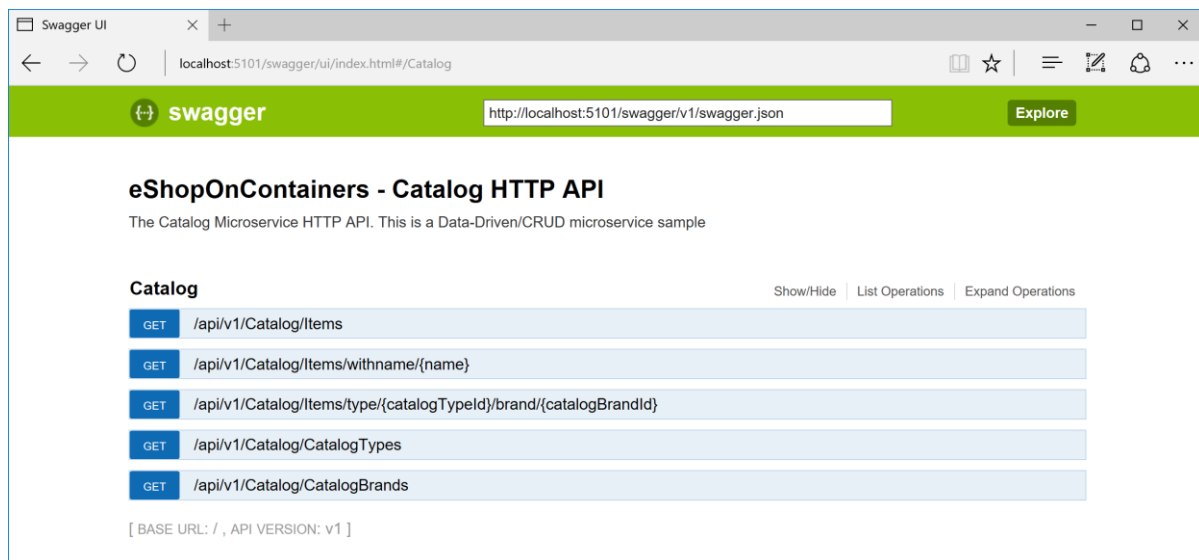 Swagger UI
localhost:5101/swagger/ui/index.html#/Catalog
swagger
http://localhost:5101/swagger/v1/swagger.json
Explore
eShopOnContainers - Catalog HTTP API
The Catalog Microservice HTTP API. This is a Data-Driven/CRUD microservice sample
Catalog
Show/Hide
List Operations
Expand Operations
GET /api/v1/Catalog/Items
GET /api/v1/Catalog/Items/withname/{name}
GET /api/v1/Catalog/Items/type/{catalogTypeId}/brand/{catalogBrandId}
GET /api/v1/Catalog/CatalogTypes
GET /api/v1/Catalog/CatalogBrands
[ BASE URL: / , API VERSION: v1 ]